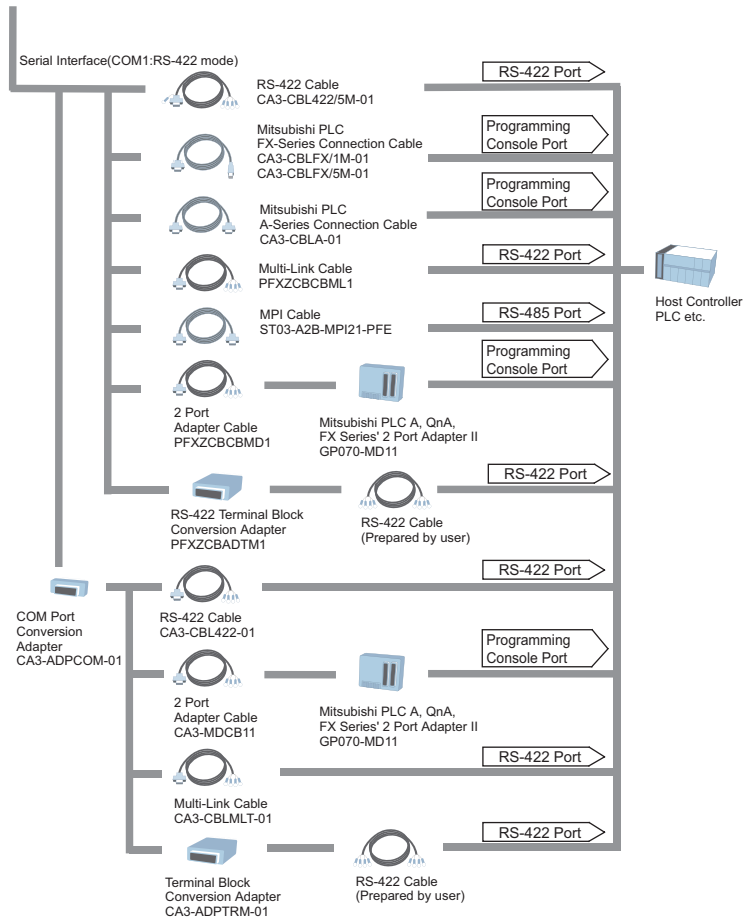 Serial Interface(COM1:RS-422 mode)
RS-422 Cable
CA3-CBL422/5M-01
RS-422 Port
Mitsubishi PLC
FX-Series Connection Cable
CA3-CBLFX/1M-01
CA3-CBLFX/5M-01
Programming
Console Port
Mitsubishi PLC
A-Series Connection Cable
CA3-CBLA-01
Programming
Console Port
Multi-Link Cable
PFXZCBCBML1
RS-422 Port
Host Controller
PLC etc.
MPI Cable
ST03-A2B-MPI21-PFE
RS-485 Port
2 Port
Adapter Cable
PFXZCBCBMD1
Mitsubishi PLC A, QnA,
FX Series' 2 Port Adapter II
GP070-MD11
Programming
Console Port
RS-422 Terminal Block
Conversion Adapter
PFXZCBADTM1
RS-422 Cable
(Prepared by user)
RS-422 Port
COM Port
Conversion
Adapter
CA3-ADPCOM-01
RS-422 Cable
CA3-CBL422-01
RS-422 Port
2 Port
Adapter Cable
CA3-MDCB11
Mitsubishi PLC A, QnA,
FX Series' 2 Port Adapter II
GP070-MD11
Programming
Console Port
Multi-Link Cable
CA3-CBLMLT-01
RS-422 Port
Terminal Block
Conversion Adapter
CA3-ADPTRM-01
RS-422 Cable
(Prepared by user)
RS-422 Port